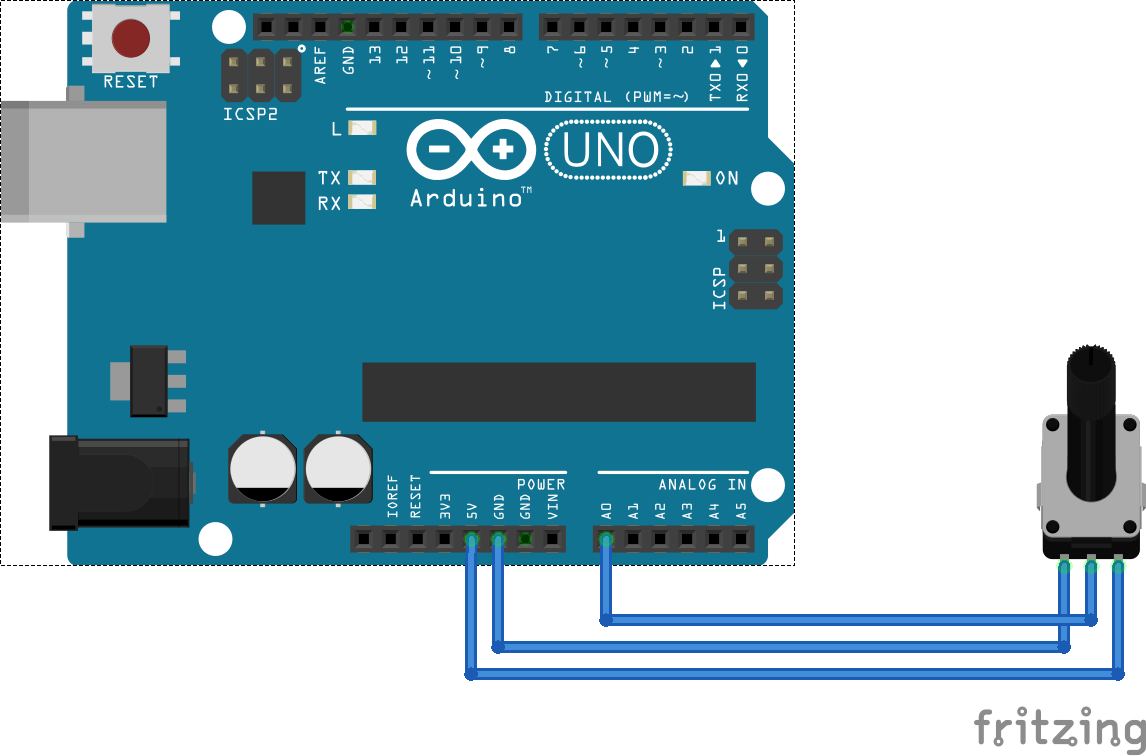 RESET
ICSP2
AREF
GND
13
12
~11
~10
~9
8
7
~6
~5
4
~3
2
TX0▶1
RX0◀0
DIGITAL (PWM=~)
L
TX
RX
Arduino™
UNO
ON
1
ICSP
POWER
ANALOG IN
IOREF
RESET
3V3
5V
GND
GND
VIN
A0
A1
A2
A3
A4
A5
fritzing